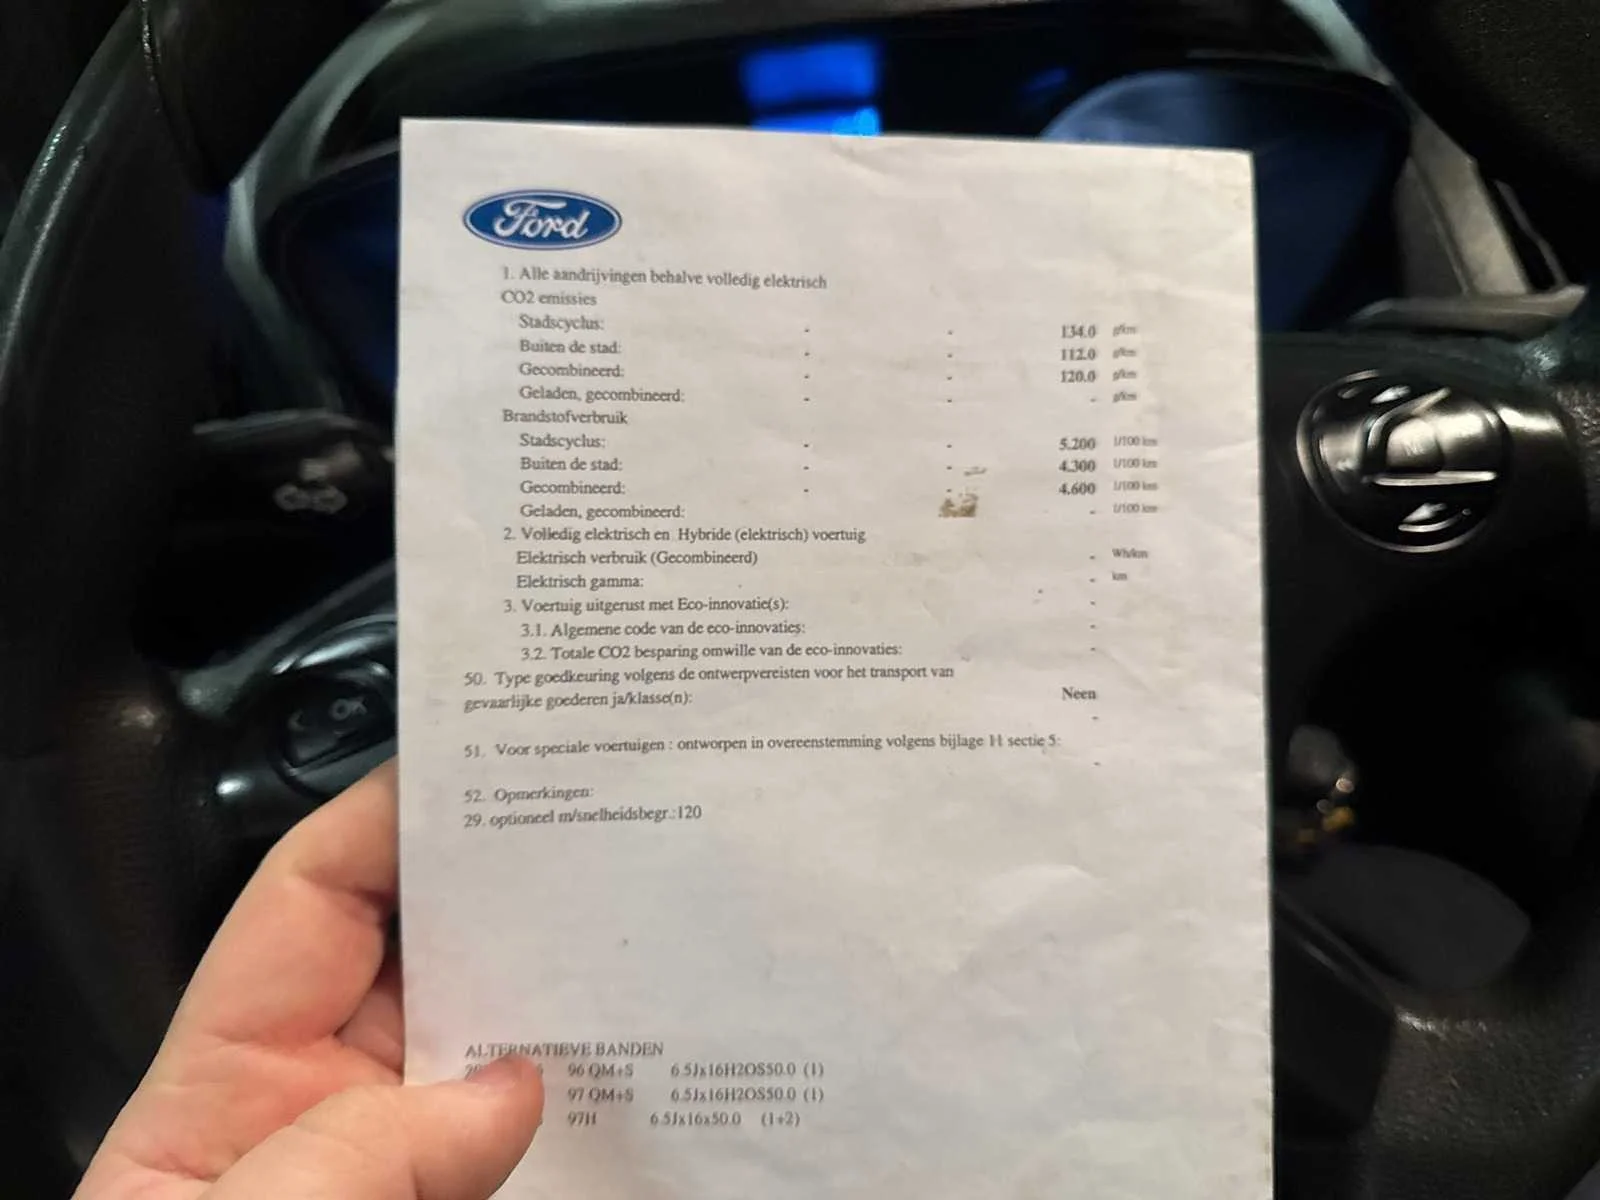 Ford
1. Alle aandrijvingen behalve volledig elektrisch
CO2 emissies
Stadscyclus: - - 134.0 g/km
Buiten de stad: - - 112.0 g/km
Gecombineerd: - - 120.0 g/km
Geladen, gecombineerd: - - - g/km
Brandstofverbruik
Stadscyclus: - - 5.200 l/100 km
Buiten de stad: - - 4.300 l/100 km
Gecombineerd: - - 4.600 l/100 km
Geladen, gecombineerd: - l/100 km
2. Volledig elektrisch en Hybride (elektrisch) voertuig
Elektrisch verbruik (Gecombineerd) - Wh/km
Elektrisch gamma: - km
3. Voertuig uitgerust met Eco-innovatie(s): -
3.1. Algemene code van de eco-innovaties: -
3.2. Totale CO2 besparing omwille van de eco-innovaties: -
50. Type goedkeuring volgens de ontwerpvereisten voor het transport van
gevaarlijke goederen ja/klasse(n): Neen
-
51. Voor speciale voertuigen : ontworpen in overeenstemming volgens bijlage 11 sectie 5:
-
52. Opmerkingen:
29. optioneel m/snelheidsbegr.:120
OK
ALTERNATIEVE BANDEN
96 QM+S 6.5Jx16H2OS50.0 (1)
97 QM+S 6.5Jx16H2OS50.0 (1)
97H 6.5Jx16x50.0 (1+2)